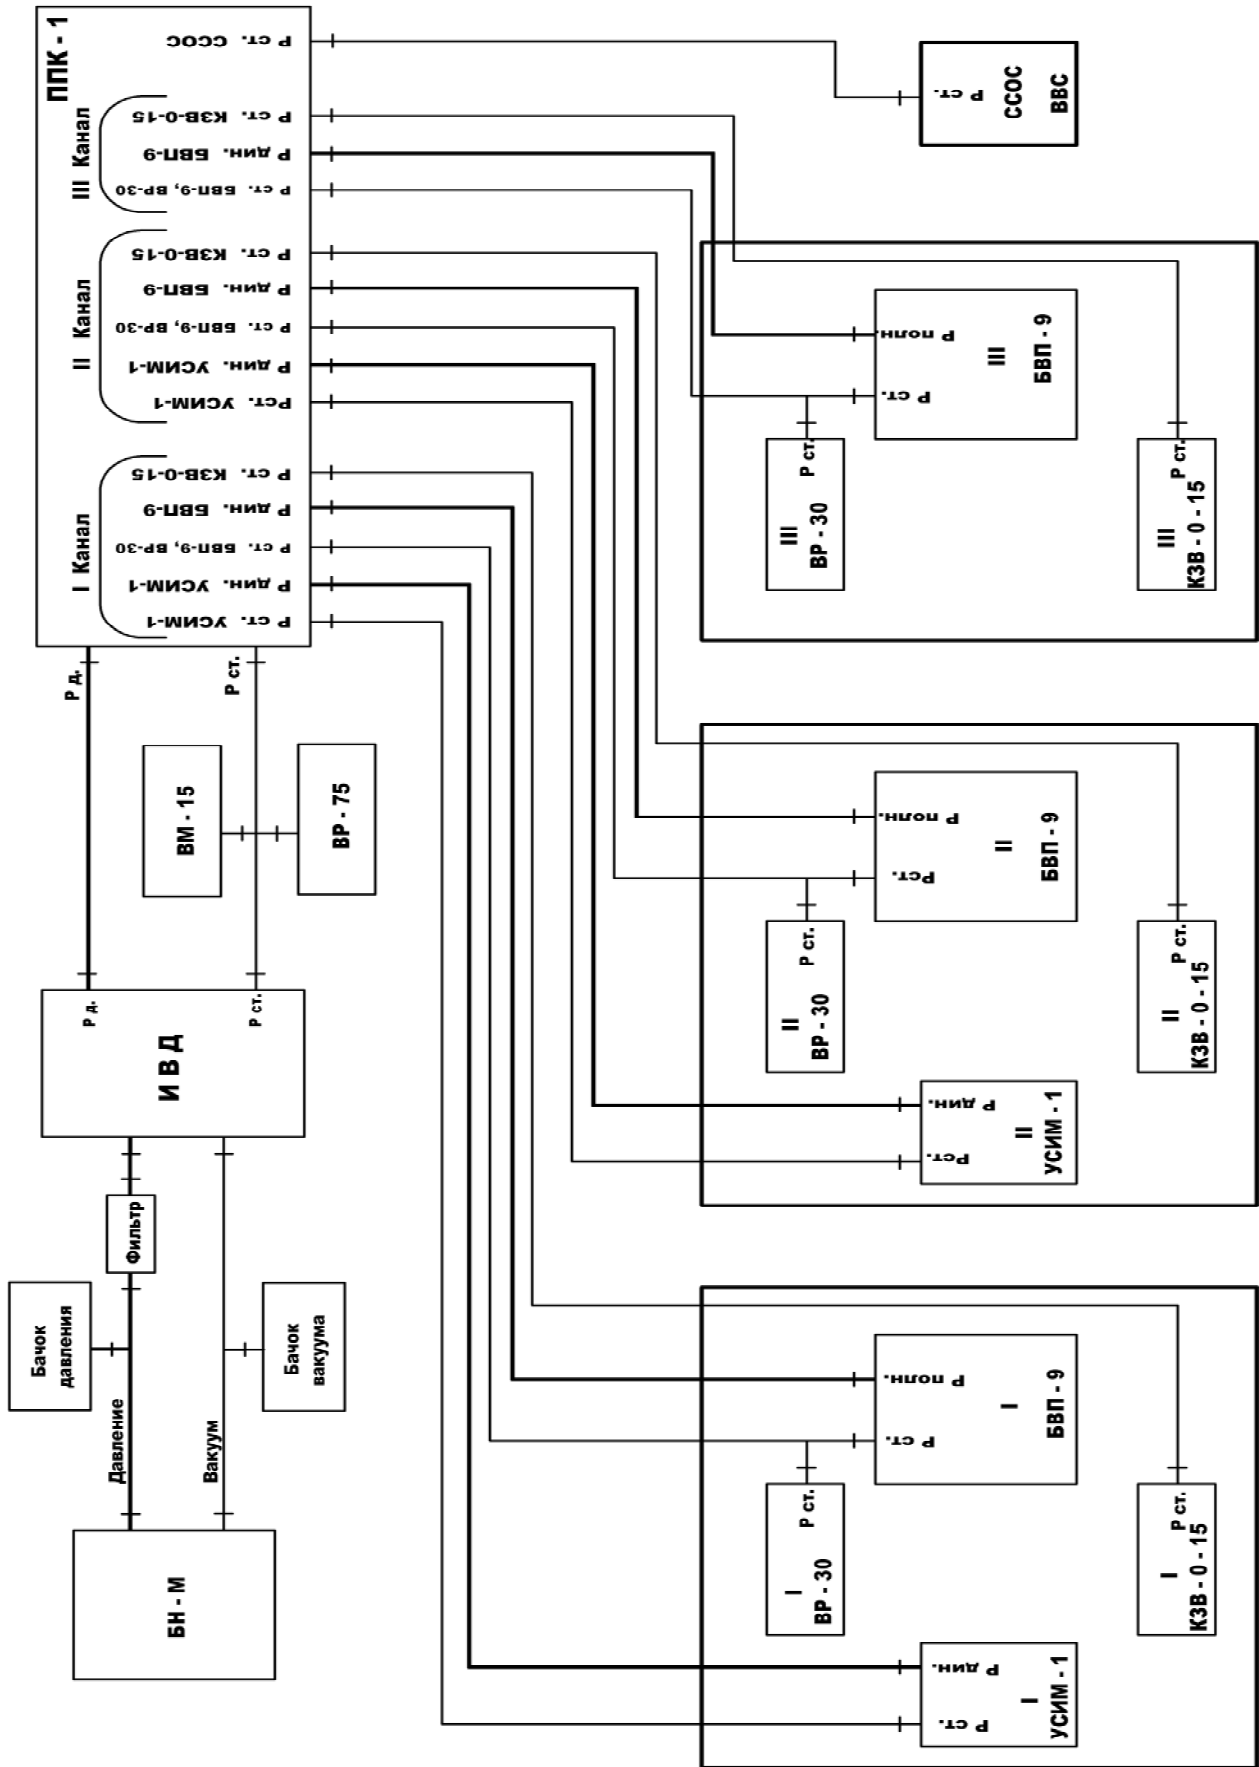 БН - М
Давление
Вакуум
Бачок
давления
Бачок
вакуума
Фильтр
И В Д
Р д.
Р ст.
ВМ - 15
ВР - 75
Р д.
Р ст.
ППК - 1
I Канал
Р ст. УСИМ-1
Р дин. УСИМ-1
Р ст. БВП-9, ВР-30
Р дин. БВП-9
Р ст. КЗВ-0-15
II Канал
Рст. УСИМ-1
Р дин. УСИМ-1
Р ст. БВП-9, ВР-30
Р дин. БВП-9
Р ст. КЗВ-0-15
III Канал
Р ст. БВП-9, ВР-30
Р дин. БВП-9
Р ст. КЗВ-0-15
Р ст. ССОС
Р ст.
Р дин.
I
УСИМ - 1
I
ВР - 30
Р ст.
Р ст.
Р полн.
I
БВП - 9
I
КЗВ - 0 - 15
Р ст.
Рст.
Р дин.
II
УСИМ - 1
II
ВР - 30
Р ст.
Рст.
Р полн.
II
БВП - 9
II
КЗВ - 0 - 15
Р ст.
III
ВР - 30
Р ст.
Р ст.
Р полн.
III
БВП - 9
III
КЗВ - 0 - 15
Р ст.
Р ст.
ССОС
ВВС